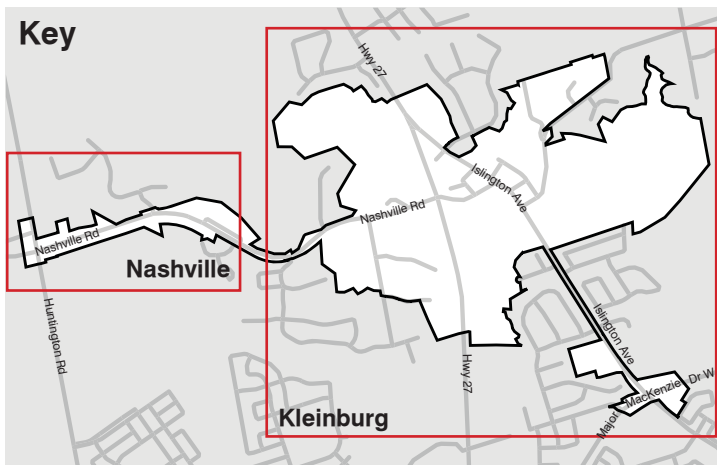 Key
Hwy 27
Islington Ave
Nashville Rd
Nashville Rd
Nashville
Huntington Rd
Islington Ave
Hwy 27
Major MacKenzie Dr W
Kleinburg